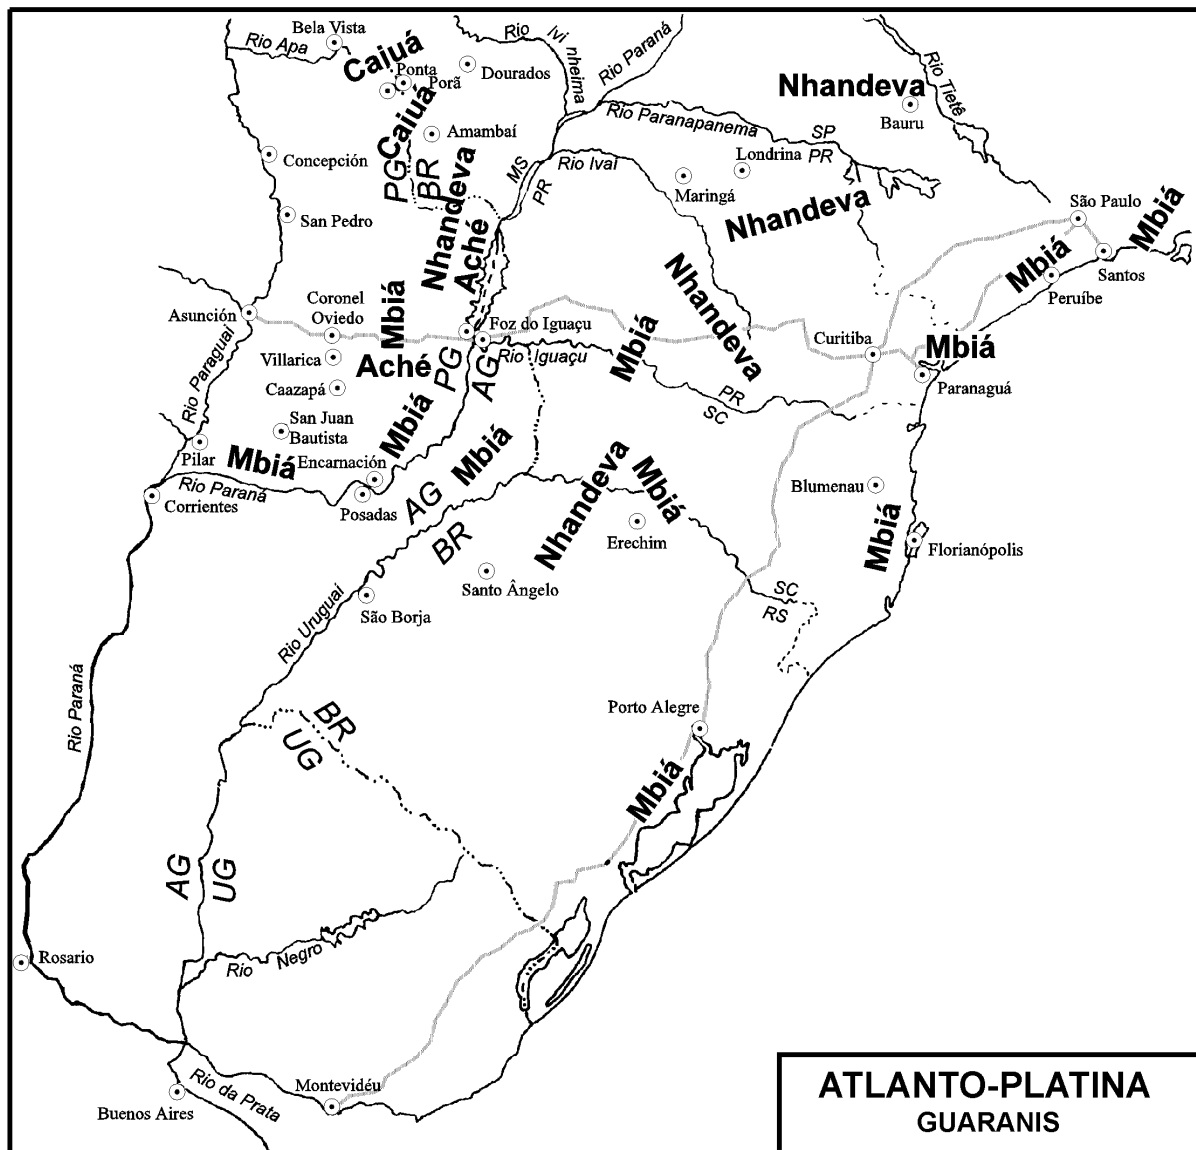 Bela Vista
Rio Apa
Caiuá
Ponta
Porã
Dourados
Rio Ivi nheima
Rio Paraná
Nhandeva
Bauru
Rio Tietê
Caiuá
Amambaí
Rio Paranapanema
SP
PR
Concepción
PG
BR
MS
PR
Rio Ivaí
Londrina
Maringá
San Pedro
Nhandeva
Aché
Nhandeva
São Paulo
Mbiá
Mbiá
Santos
Peruíbe
Asunción
Coronel
Oviedo
Mbiá
Foz do Iguaçu
Nhandeva
Curitiba
Mbiá
Rio Paraguai
Villarica
Aché
PG
AG
Rio Iguaçu
Mbiá
Paranaguá
Caazapá
PR
SC
San Juan
Bautista
Mbiá
Pilar
Mbiá
Encarnación
Mbiá
Rio Paraná
Corrientes
Posadas
AG
BR
Nhandeva
Mbiá
Blumenau
Erechim
Mbiá
Florianópolis
Santo Ângelo
São Borja
Rio Uruguai
SC
RS
Rio Paraná
BR
UG
Porto Alegre
Mbiá
AG
UG
Rosario
Rio Negro
Rio da Prata
Montevidéu
Buenos Aires
ATLANTO-PLATINA
GUARANIS